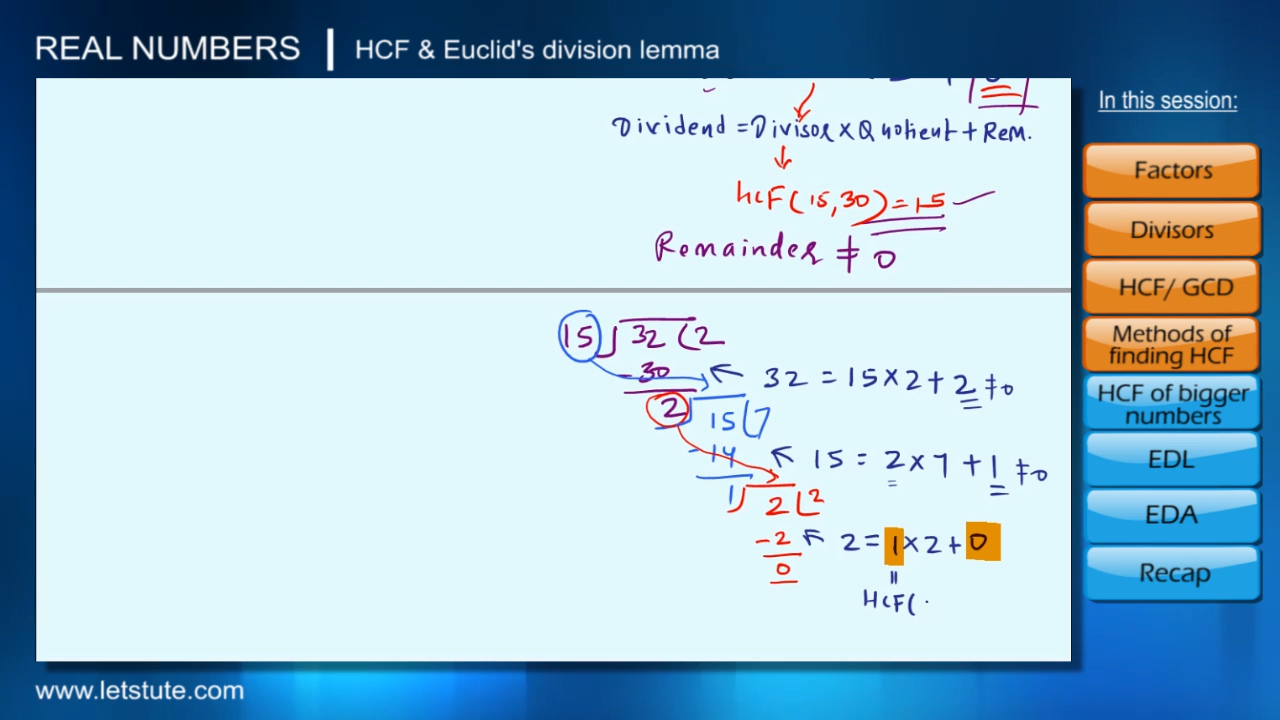 REAL NUMBERS | HCF & Euclid's division lemma
In this session:
Factors
Divisors
HCF/ GCD
Methods of
finding HCF
HCF of bigger
numbers
EDL
EDA
Recap
Dividend = Divisor × Quotient + Rem.
HCF(15,30) = 15
Remainder ≠ 0
15 32 ( 2
- 30
32 = 15 × 2 + 2 ≠ 0
2 15 ( 7
- 14
15 = 2 × 7 + 1 ≠ 0
1 2 ( 2
- 2
2 = 1 × 2 + 0
0
HCF(
www.letstute.com